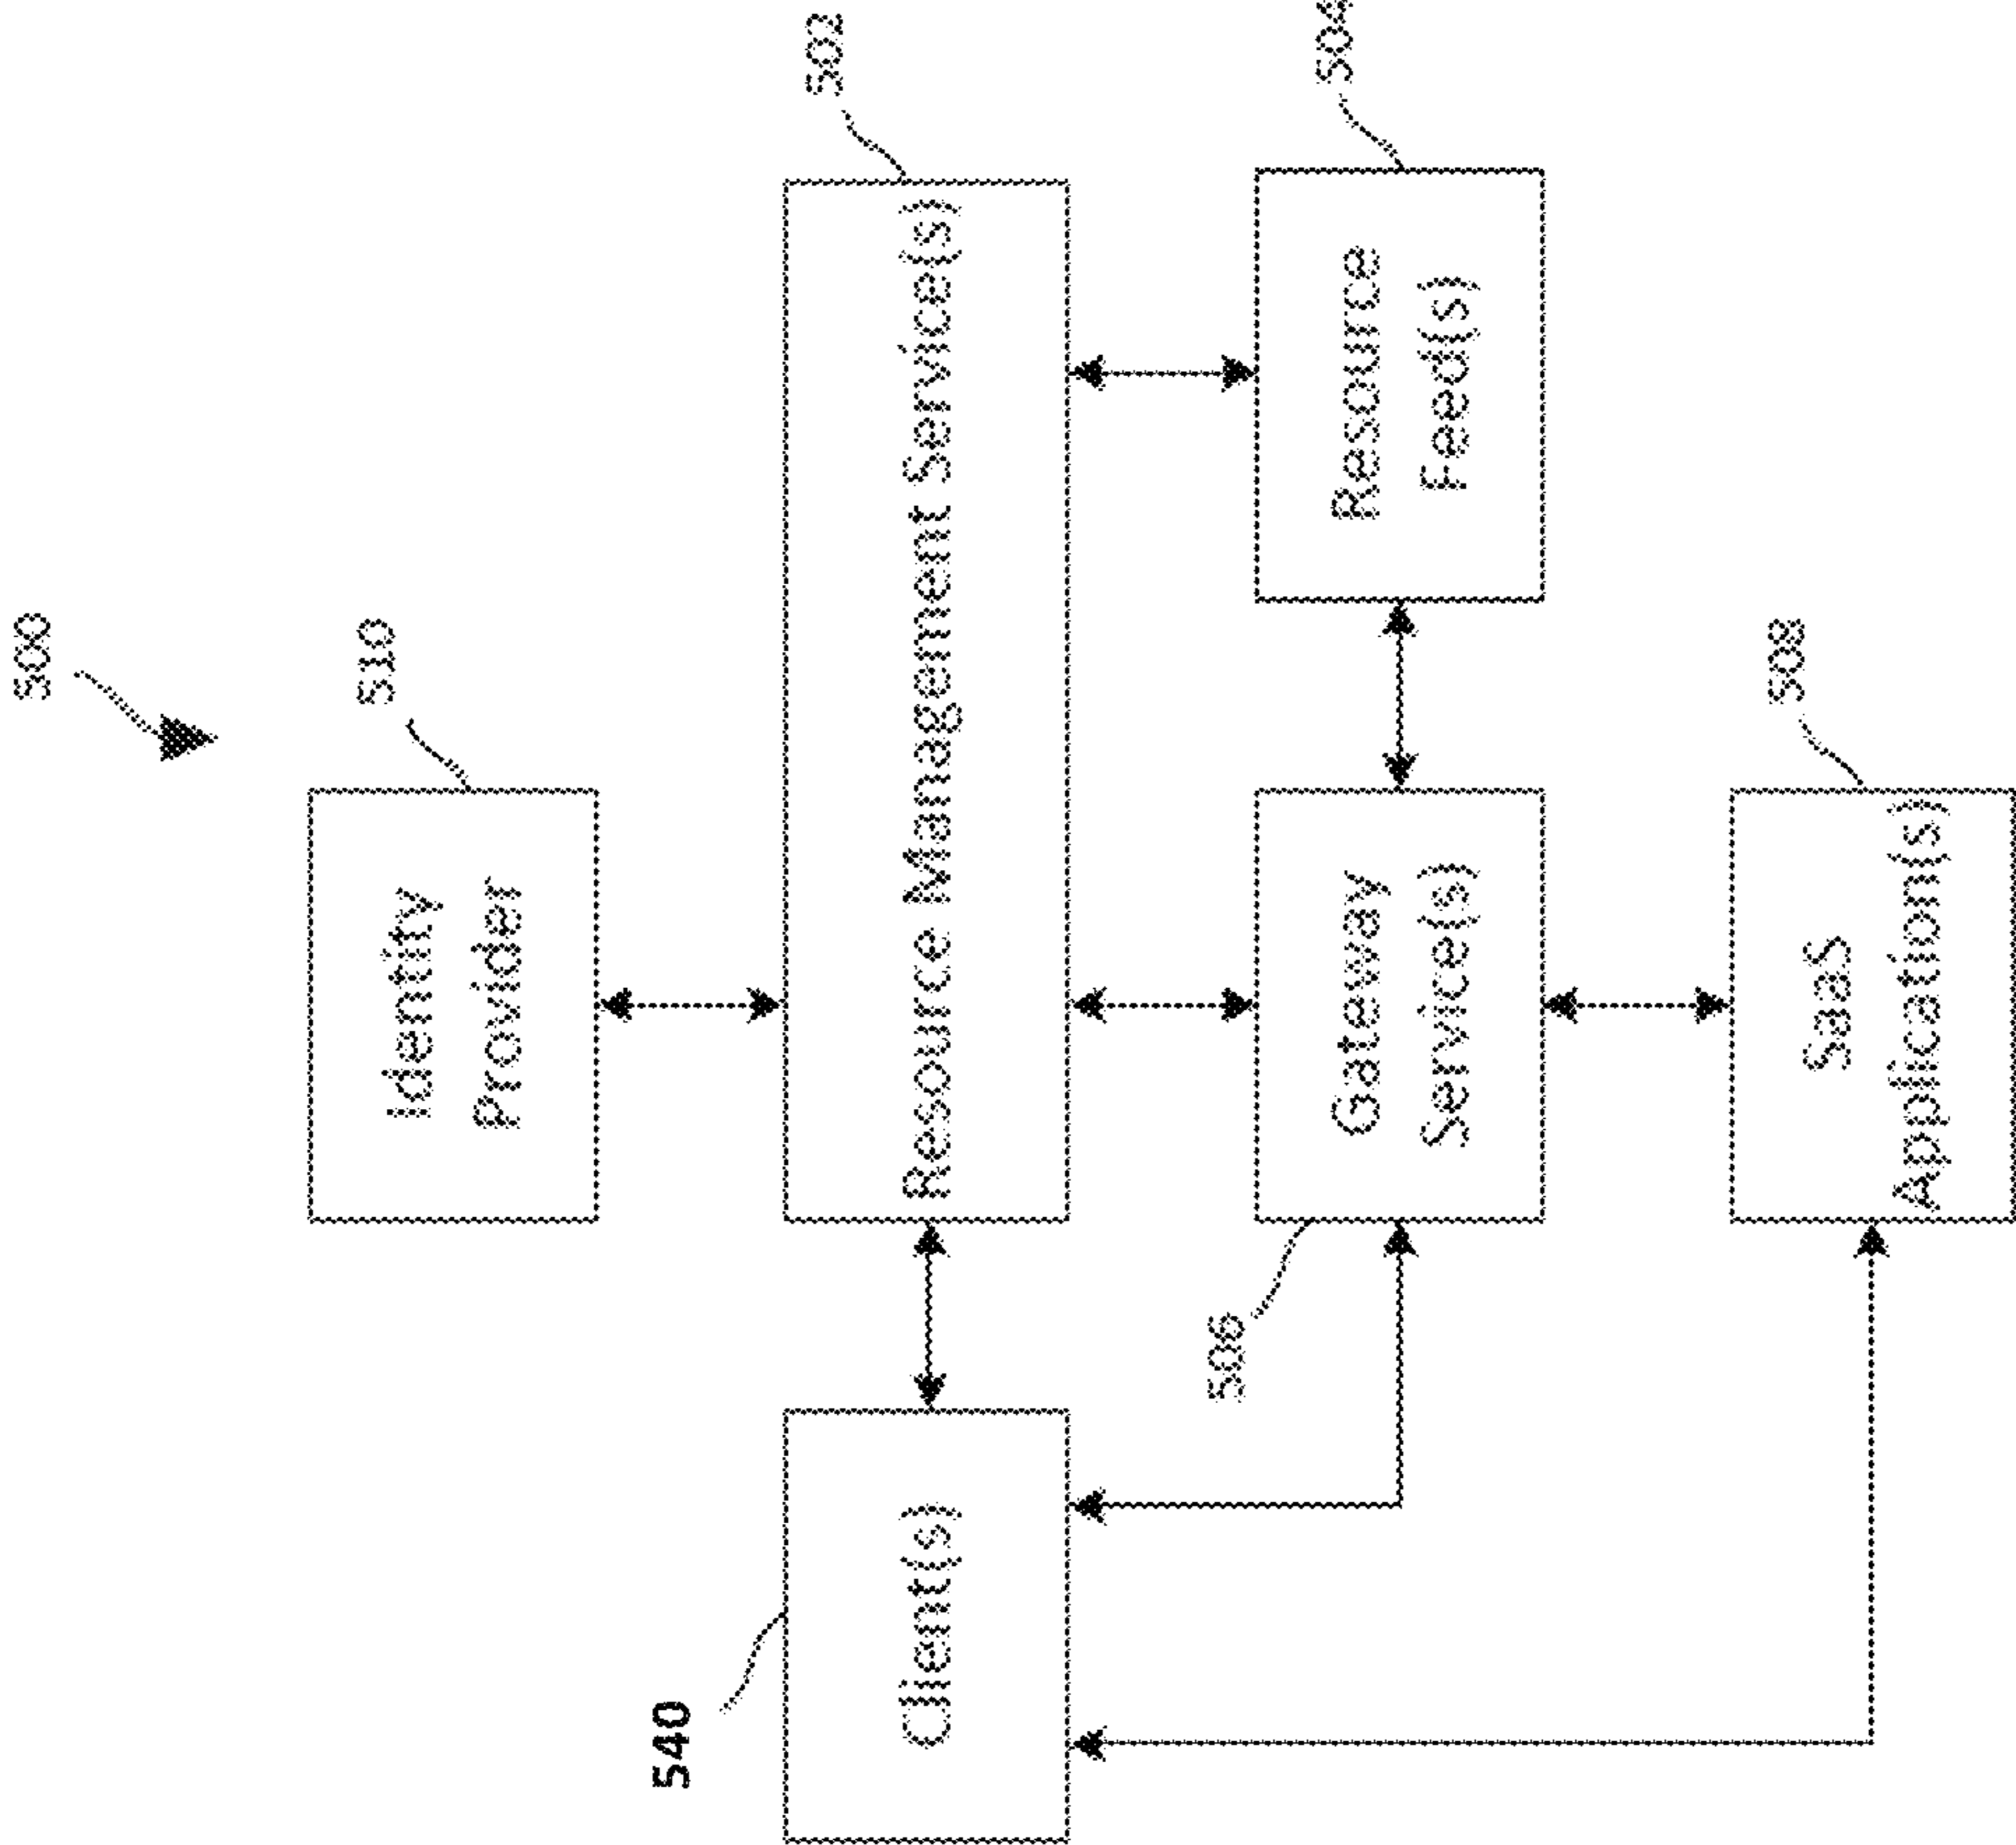 500
510
Identity
Provider
540
502
Client(s)
Resource Management Service(s)
506
504
Gateway
Service(s)
Resource
Feed(s)
508
SaaS
Application(s)